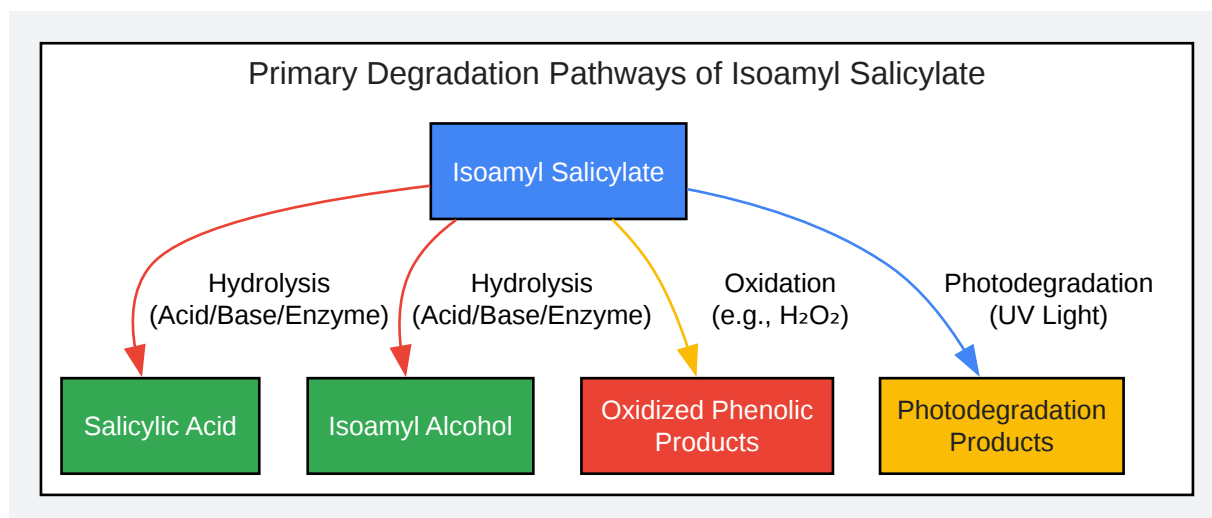 Primary Degradation Pathways of Isoamyl Salicylate
Isoamyl Salicylate
Hydrolysis
(Acid/Base/Enzyme)
Hydrolysis
(Acid/Base/Enzyme)
Oxidation
(e.g., H₂O₂)
Photodegradation
(UV Light)
Salicylic Acid
Isoamyl Alcohol
Oxidized Phenolic
Products
Photodegradation
Products